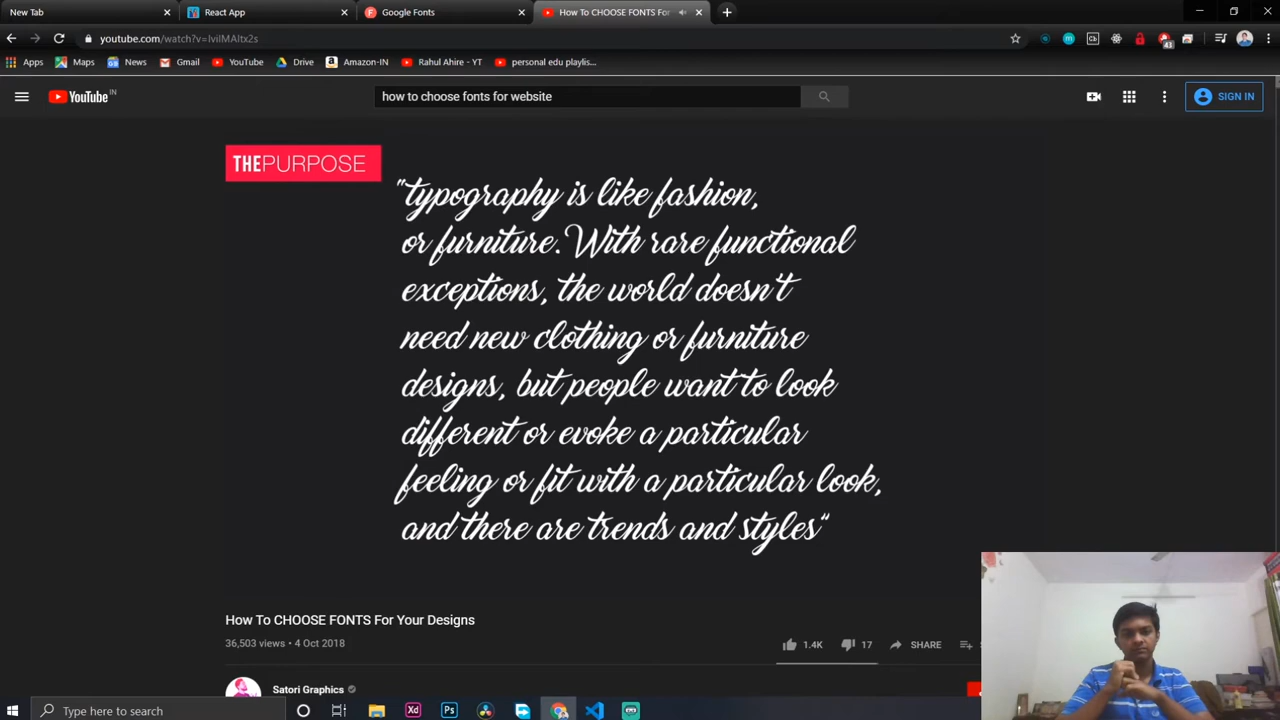 New Tab
React App
Google Fonts
How To CHOOSE FONTS For
youtube.com/watch?v=IviIMAltx2s
Apps
Maps
News
Gmail
YouTube
Drive
Amazon-IN
Rahul Ahire - YT
personal edu playlis...
YouTube IN
how to choose fonts for website
SIGN IN
THEPURPOSE
"typography is like fashion,
or furniture. With rare functional
exceptions, the world doesn't
need new clothing or furniture
designs, but people want to look
different or evoke a particular
feeling or fit with a particular look,
and there are trends and styles"
How To CHOOSE FONTS For Your Designs
36,503 views • 4 Oct 2018
1.4K
17
SHARE
Satori Graphics
Type here to search